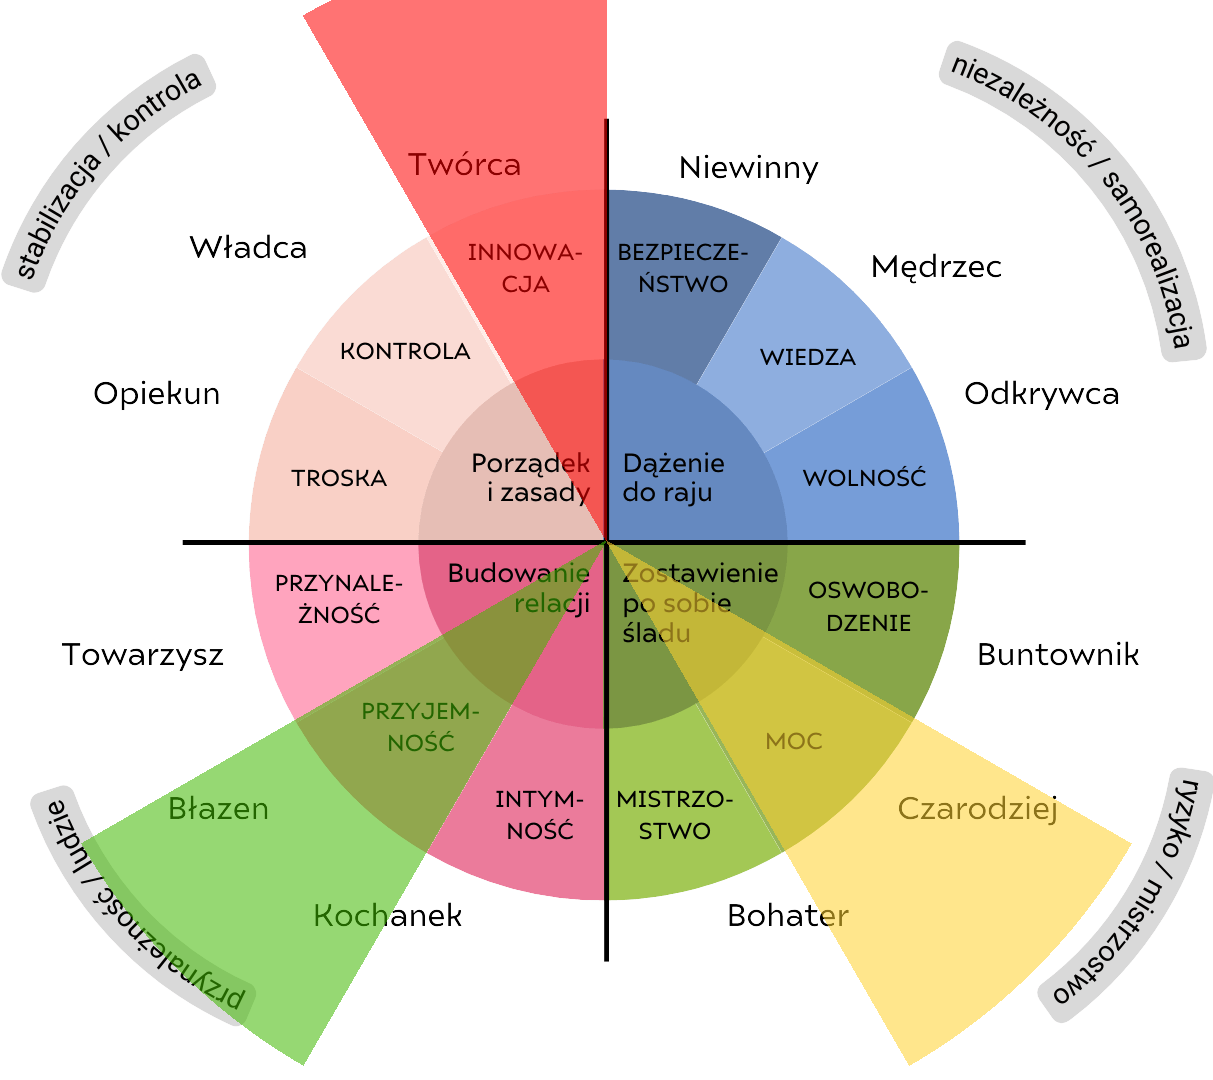 stabilizacja / kontrola
niezależność / samorealizacja
Twórca
Niewinny
Władca
Mędrzec
INNOWA-
CJA
BEZPIECZE-
ŃSTWO
KONTROLA
WIEDZA
Opiekun
Odkrywca
TROSKA
Porządek
i zasady
Dążenie
do raju
WOLNOŚĆ
PRZYNALE-
ŻNOŚĆ
Budowanie
relacji
Zostawienie
po sobie
śladu
OSWOBO-
DZENIE
Towarzysz
Buntownik
PRZYJEM-
NOŚĆ
MOC
Błazen
INTYM-
NOŚĆ
MISTRZO-
STWO
Czarodziej
Kochanek
Bohater
przynależność / ludzie
ryzyko / mistrzostwo